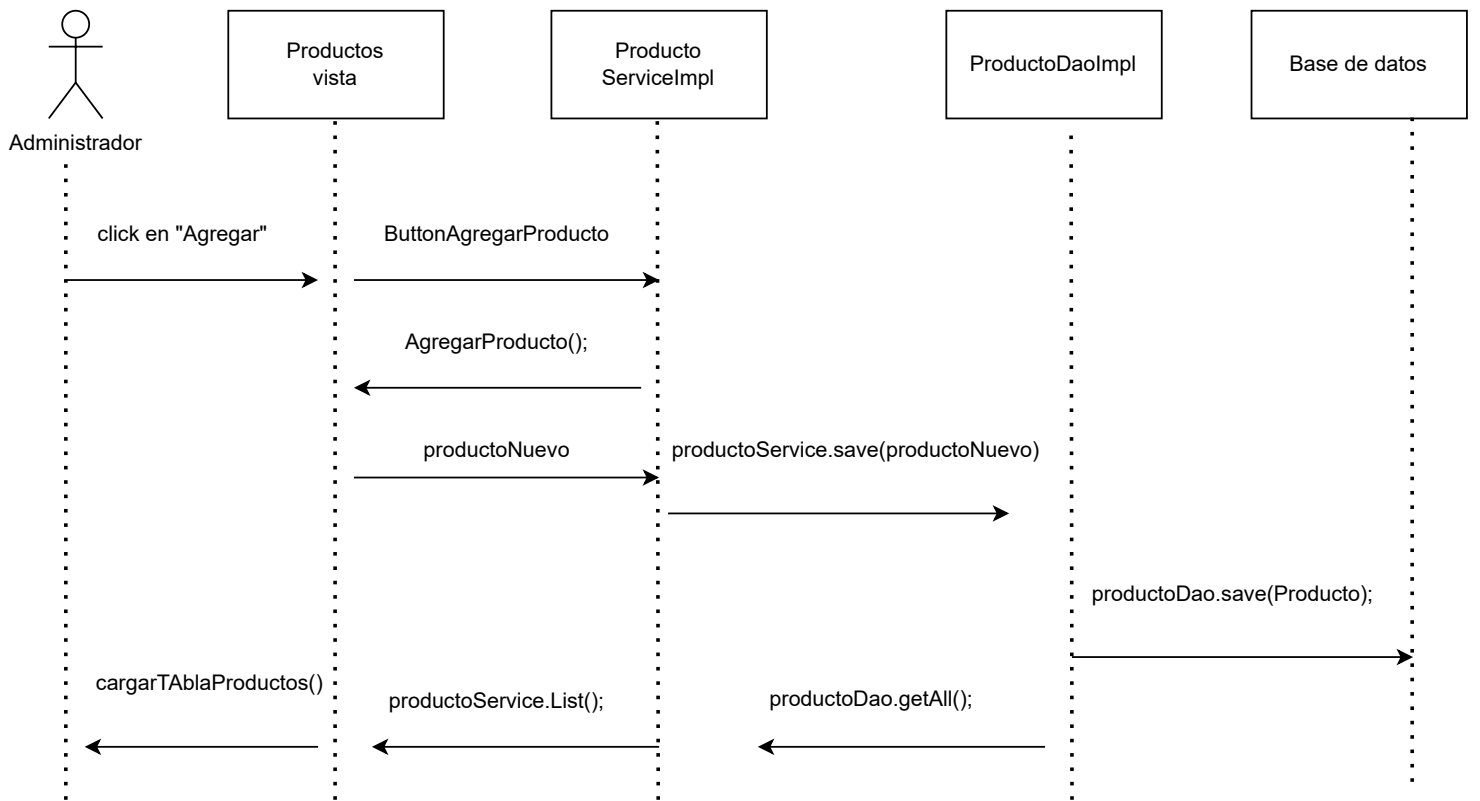 Productos
vista
Producto
ServiceImpl
ProductoDaoImpl
Base de datos
Administrador
click en "Agregar"
ButtonAgregarProducto
AgregarProducto();
productoNuevo
productoService.save(productoNuevo)
productoDao.save(Producto);
cargarTAblaProductos()
productoService.List();
productoDao.getAll();